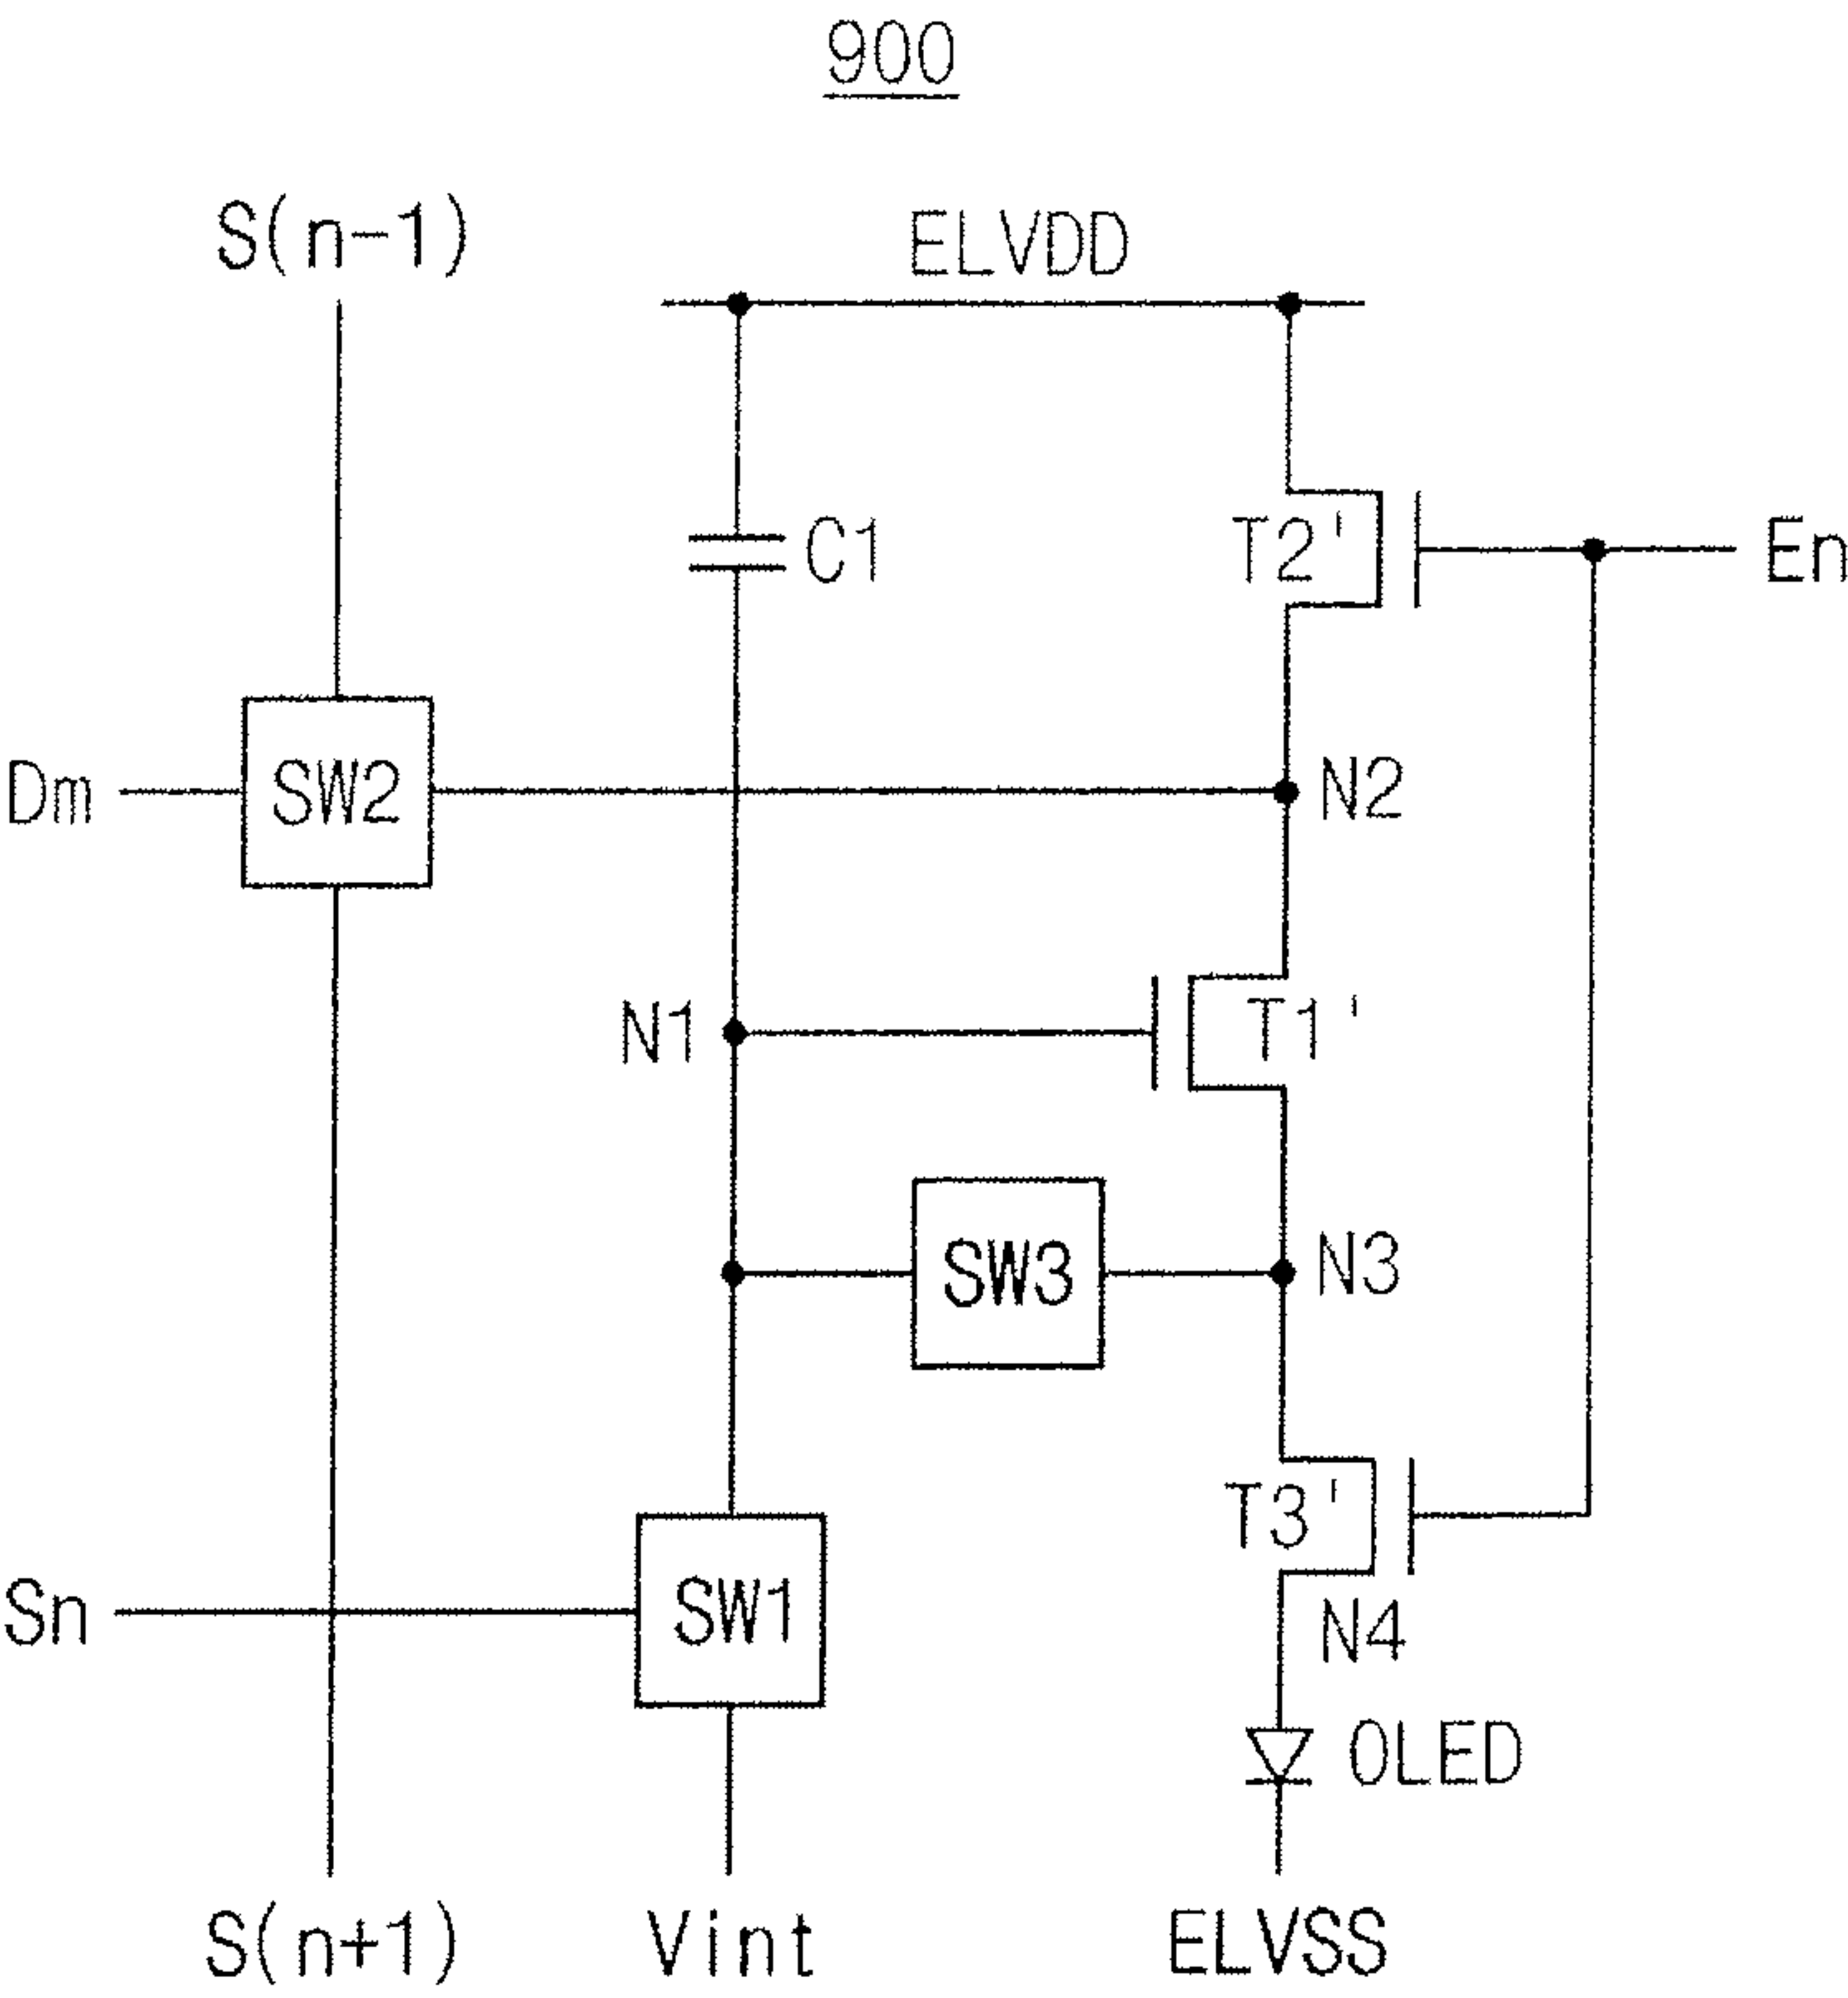 900
S(n-1)
ELVDD
C1
T2'
En
Dm
SW2
N2
N1
T1'
SW3
N3
T3'
Sn
SW1
N4
OLED
S(n+1)
Vint
ELVSS